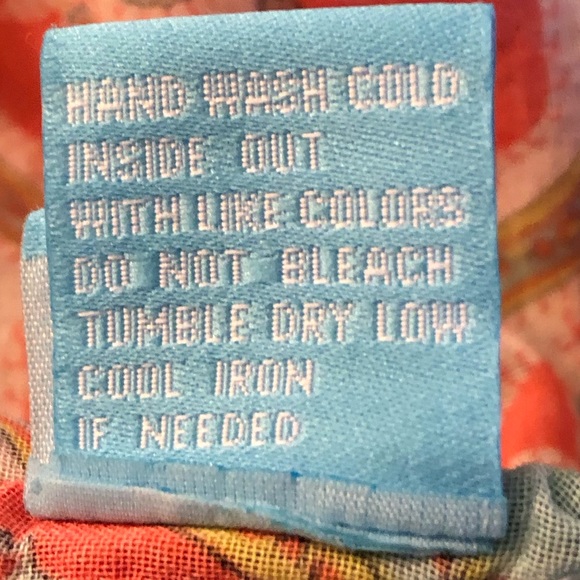 HAND WASH COLD
INSIDE OUT
WITH LIKE COLORS
DO NOT BLEACH
TUMBLE DRY LOW
COOL IRON
IF NEEDED